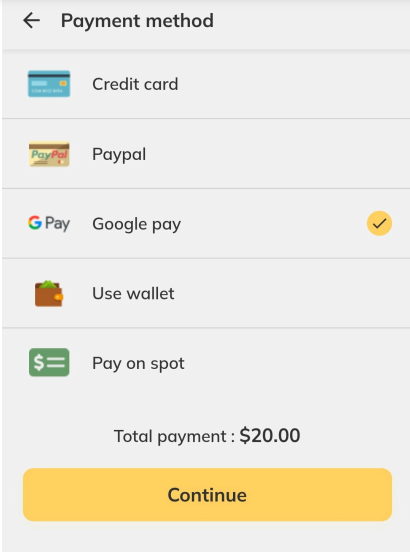 Payment method
Credit card
PayPal
Paypal
G Pay
Google pay
Use wallet
$
Pay on spot
Total payment : $20.00
Continue